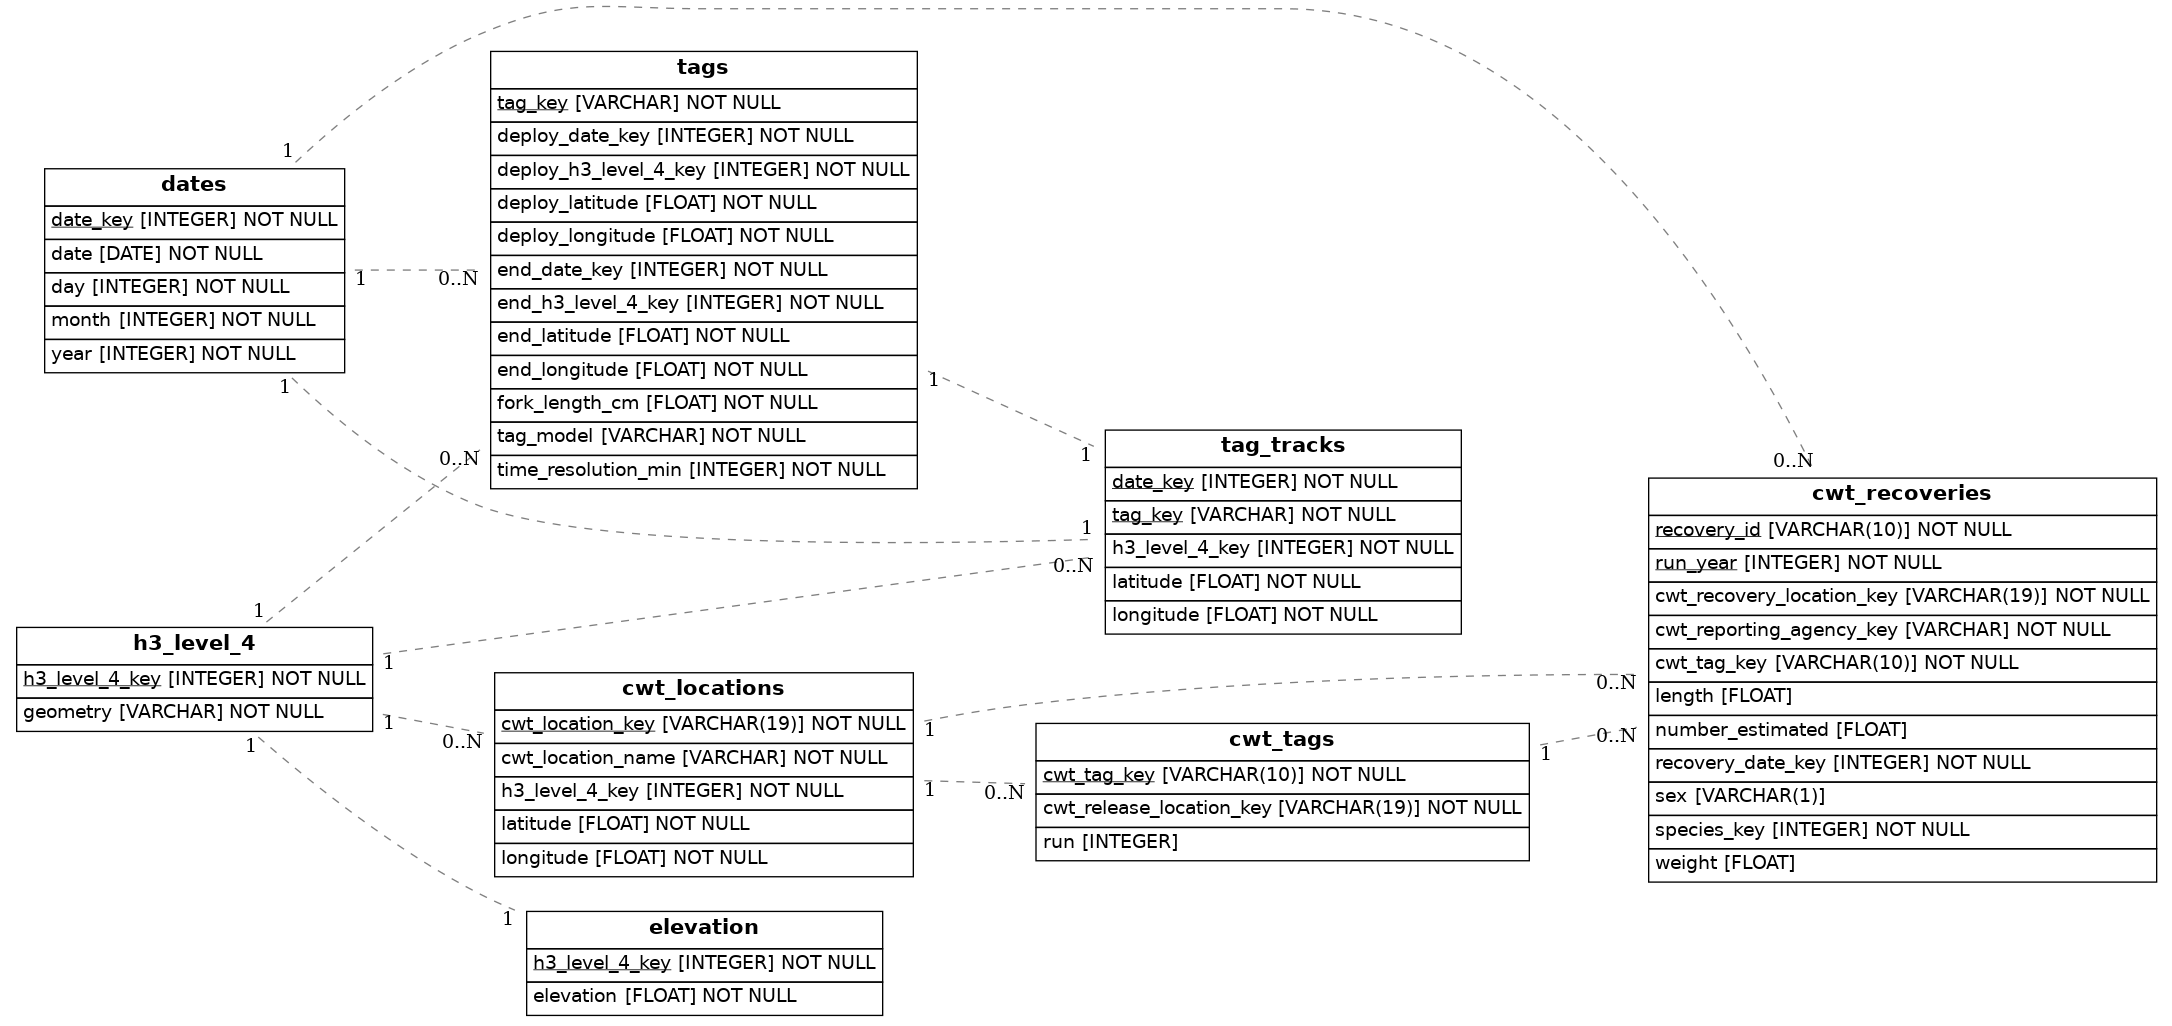 tags
tag_key [VARCHAR] NOT NULL
deploy_date_key [INTEGER] NOT NULL
deploy_h3_level_4_key [INTEGER] NOT NULL
deploy_latitude [FLOAT] NOT NULL
deploy_longitude [FLOAT] NOT NULL
end_date_key [INTEGER] NOT NULL
end_h3_level_4_key [INTEGER] NOT NULL
end_latitude [FLOAT] NOT NULL
end_longitude [FLOAT] NOT NULL
fork_length_cm [FLOAT] NOT NULL
tag_model [VARCHAR] NOT NULL
time_resolution_min [INTEGER] NOT NULL
1
dates
date_key [INTEGER] NOT NULL
date [DATE] NOT NULL
day [INTEGER] NOT NULL
month [INTEGER] NOT NULL
year [INTEGER] NOT NULL
1
0..N
1
0..N
1
1
tag_tracks
date_key [INTEGER] NOT NULL
tag_key [VARCHAR] NOT NULL
h3_level_4_key [INTEGER] NOT NULL
latitude [FLOAT] NOT NULL
longitude [FLOAT] NOT NULL
1
0..N
0..N
cwt_recoveries
recovery_id [VARCHAR(10)] NOT NULL
run_year [INTEGER] NOT NULL
cwt_recovery_location_key [VARCHAR(19)] NOT NULL
cwt_reporting_agency_key [VARCHAR] NOT NULL
cwt_tag_key [VARCHAR(10)] NOT NULL
length [FLOAT]
number_estimated [FLOAT]
recovery_date_key [INTEGER] NOT NULL
sex [VARCHAR(1)]
species_key [INTEGER] NOT NULL
weight [FLOAT]
1
h3_level_4
h3_level_4_key [INTEGER] NOT NULL
geometry [VARCHAR] NOT NULL
1
1
0..N
1
cwt_locations
cwt_location_key [VARCHAR(19)] NOT NULL
cwt_location_name [VARCHAR] NOT NULL
h3_level_4_key [INTEGER] NOT NULL
latitude [FLOAT] NOT NULL
longitude [FLOAT] NOT NULL
1
0..N
1
0..N
cwt_tags
cwt_tag_key [VARCHAR(10)] NOT NULL
cwt_release_location_key [VARCHAR(19)] NOT NULL
run [INTEGER]
1
0..N
1
elevation
h3_level_4_key [INTEGER] NOT NULL
elevation [FLOAT] NOT NULL